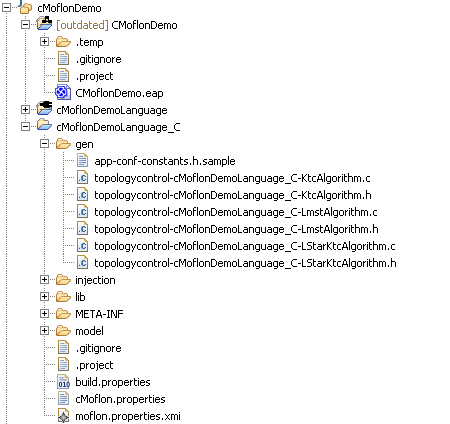 cMoflonDemo
[outdated] CMoflonDemo
.temp
.gitignore
.project
CMoflonDemo.eap
cMoflonDemoLanguage
cMoflonDemoLanguage_C
gen
app-conf-constants.h.sample
topologycontrol-cMoflonDemoLanguage_C-KtcAlgorithm.c
topologycontrol-cMoflonDemoLanguage_C-KtcAlgorithm.h
topologycontrol-cMoflonDemoLanguage_C-LmstAlgorithm.c
topologycontrol-cMoflonDemoLanguage_C-LmstAlgorithm.h
topologycontrol-cMoflonDemoLanguage_C-LStarKtcAlgorithm.c
topologycontrol-cMoflonDemoLanguage_C-LStarKtcAlgorithm.h
injection
lib
META-INF
model
.gitignore
.project
build.properties
cMoflon.properties
moflon.properties.xmi